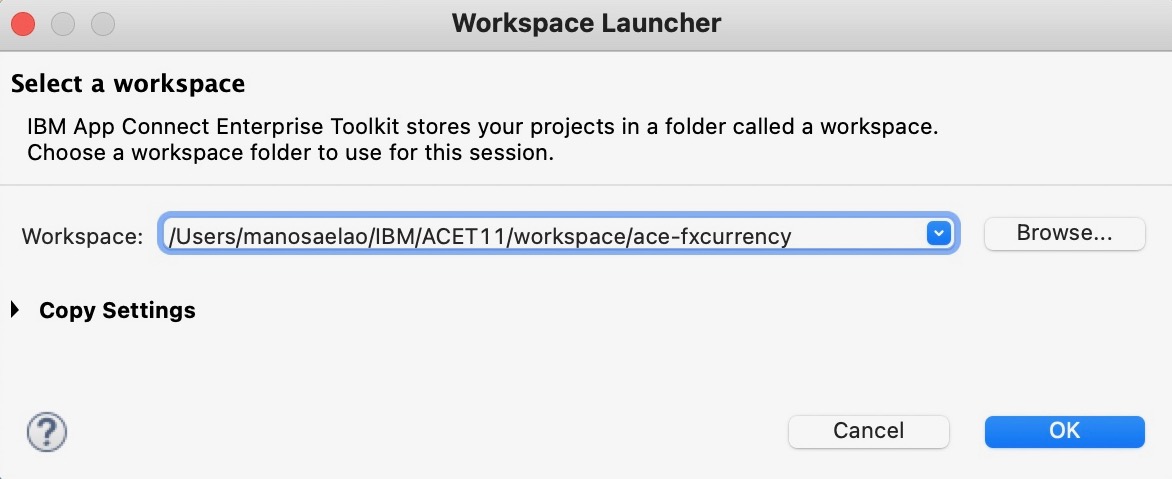 Workspace Launcher
Select a workspace
IBM App Connect Enterprise Toolkit stores your projects in a folder called a workspace.
Choose a workspace folder to use for this session.
Workspace: /Users/manosaelao/IBM/ACET11/workspace/ace-fxcurrency Browse...
Copy Settings
? Cancel OK